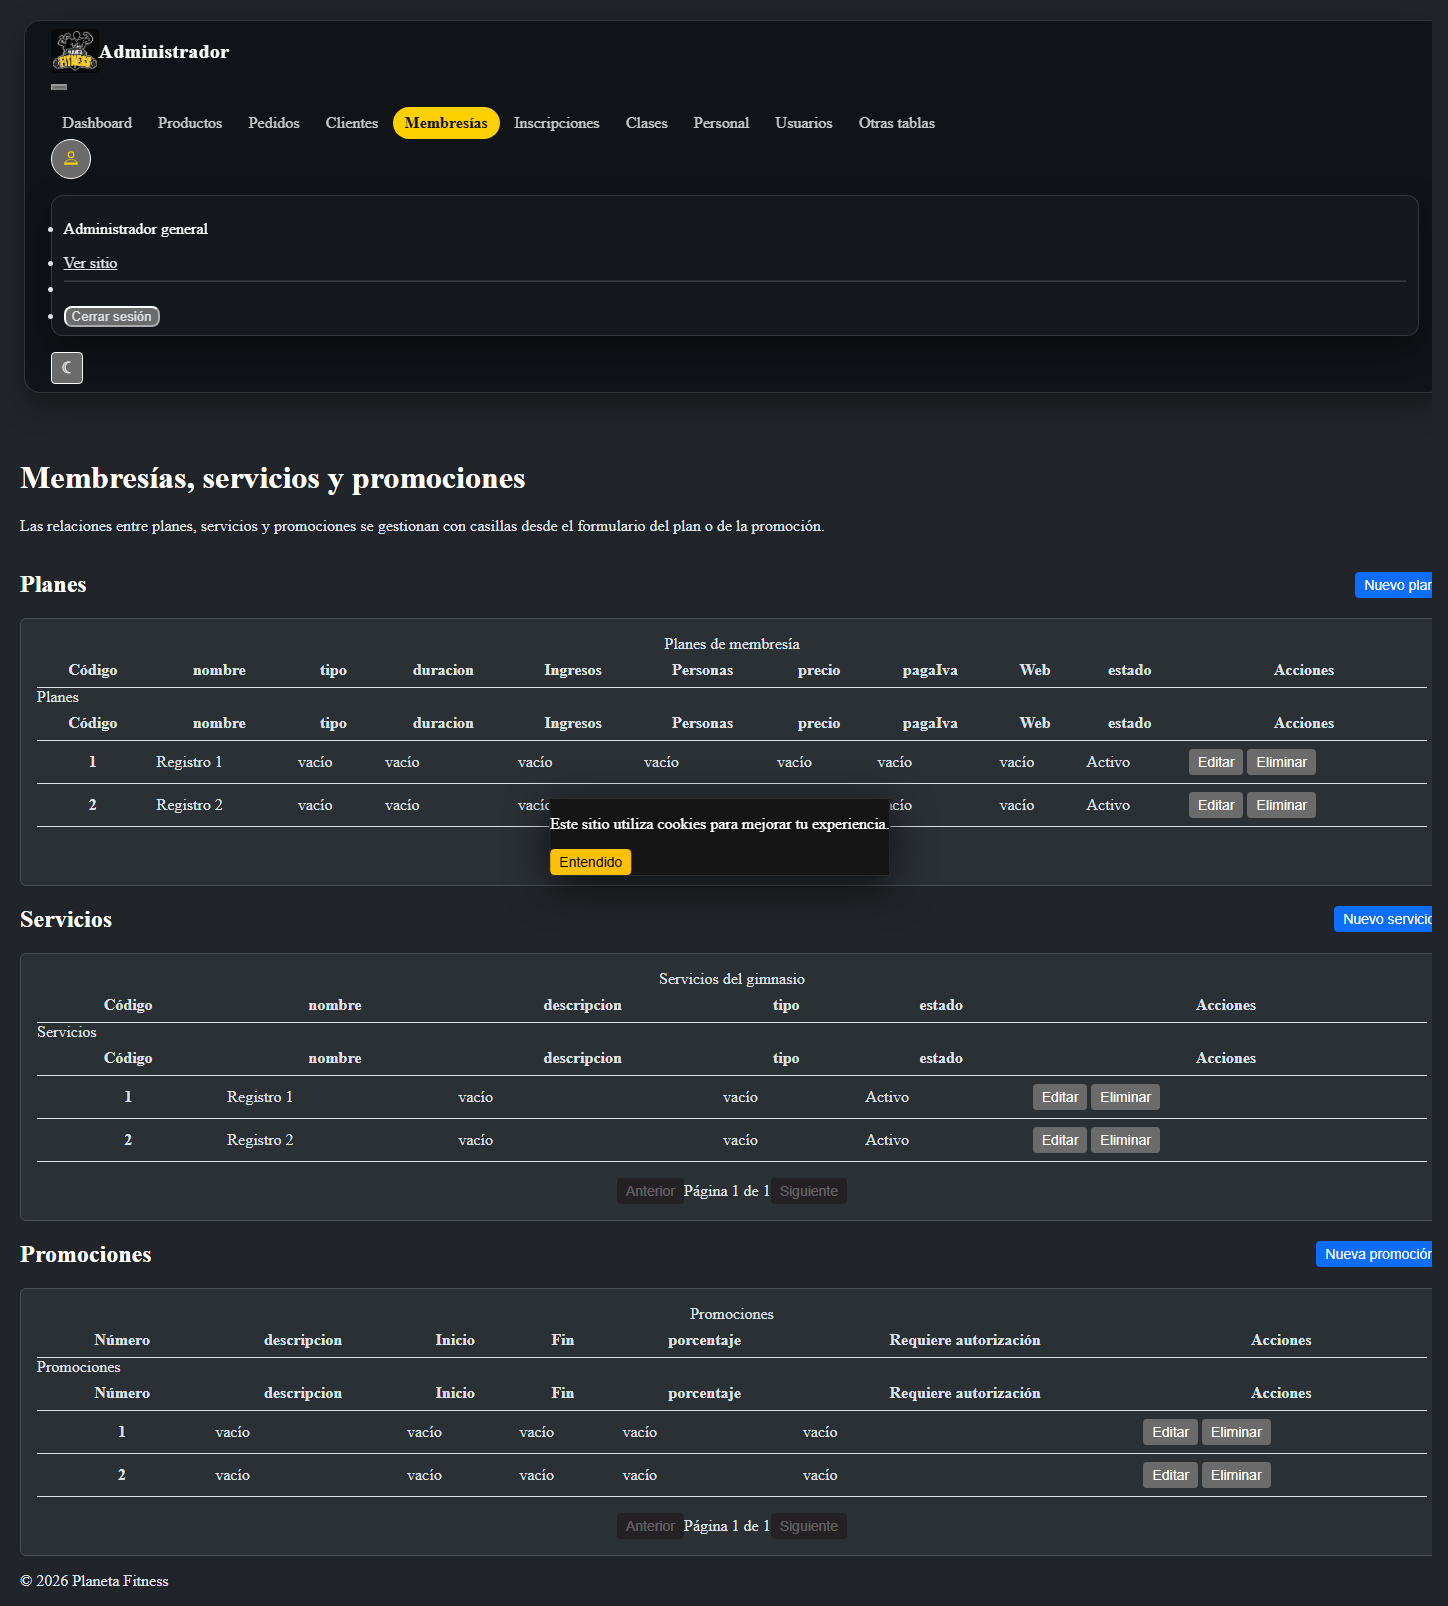 PLANETA
FITNESS
Administrador
Dashboard Productos Pedidos Clientes Membresías Inscripciones Clases Personal Usuarios Otras tablas
Administrador general
Ver sitio
Cerrar sesión
Membresías, servicios y promociones
Las relaciones entre planes, servicios y promociones se gestionan con casillas desde el formulario del plan o de la promoción.
Planes
Nuevo plan
Planes de membresía
Código nombre tipo duracion Ingresos Personas precio pagaIva Web estado Acciones
Planes
Código nombre tipo duracion Ingresos Personas precio pagaIva Web estado Acciones
1 Registro 1 vacío vacío vacío vacío vacío vacío vacío Activo Editar Eliminar
2 Registro 2 vacío vacío vacío vacío vacío Activo Editar Eliminar
Este sitio utiliza cookies para mejorar tu experiencia.
Entendido
Servicios
Nuevo servicio
Servicios del gimnasio
Código nombre descripcion tipo estado Acciones
Servicios
Código nombre descripcion tipo estado Acciones
1 Registro 1 vacío vacío Activo Editar Eliminar
2 Registro 2 vacío vacío Activo Editar Eliminar
Anterior Página 1 de 1 Siguiente
Promociones
Nueva promoción
Promociones
Número descripcion Inicio Fin porcentaje Requiere autorización Acciones
Promociones
Número descripcion Inicio Fin porcentaje Requiere autorización Acciones
1 vacío vacío vacío vacío vacío Editar Eliminar
2 vacío vacío vacío vacío vacío Editar Eliminar
Anterior Página 1 de 1 Siguiente
© 2026 Planeta Fitness